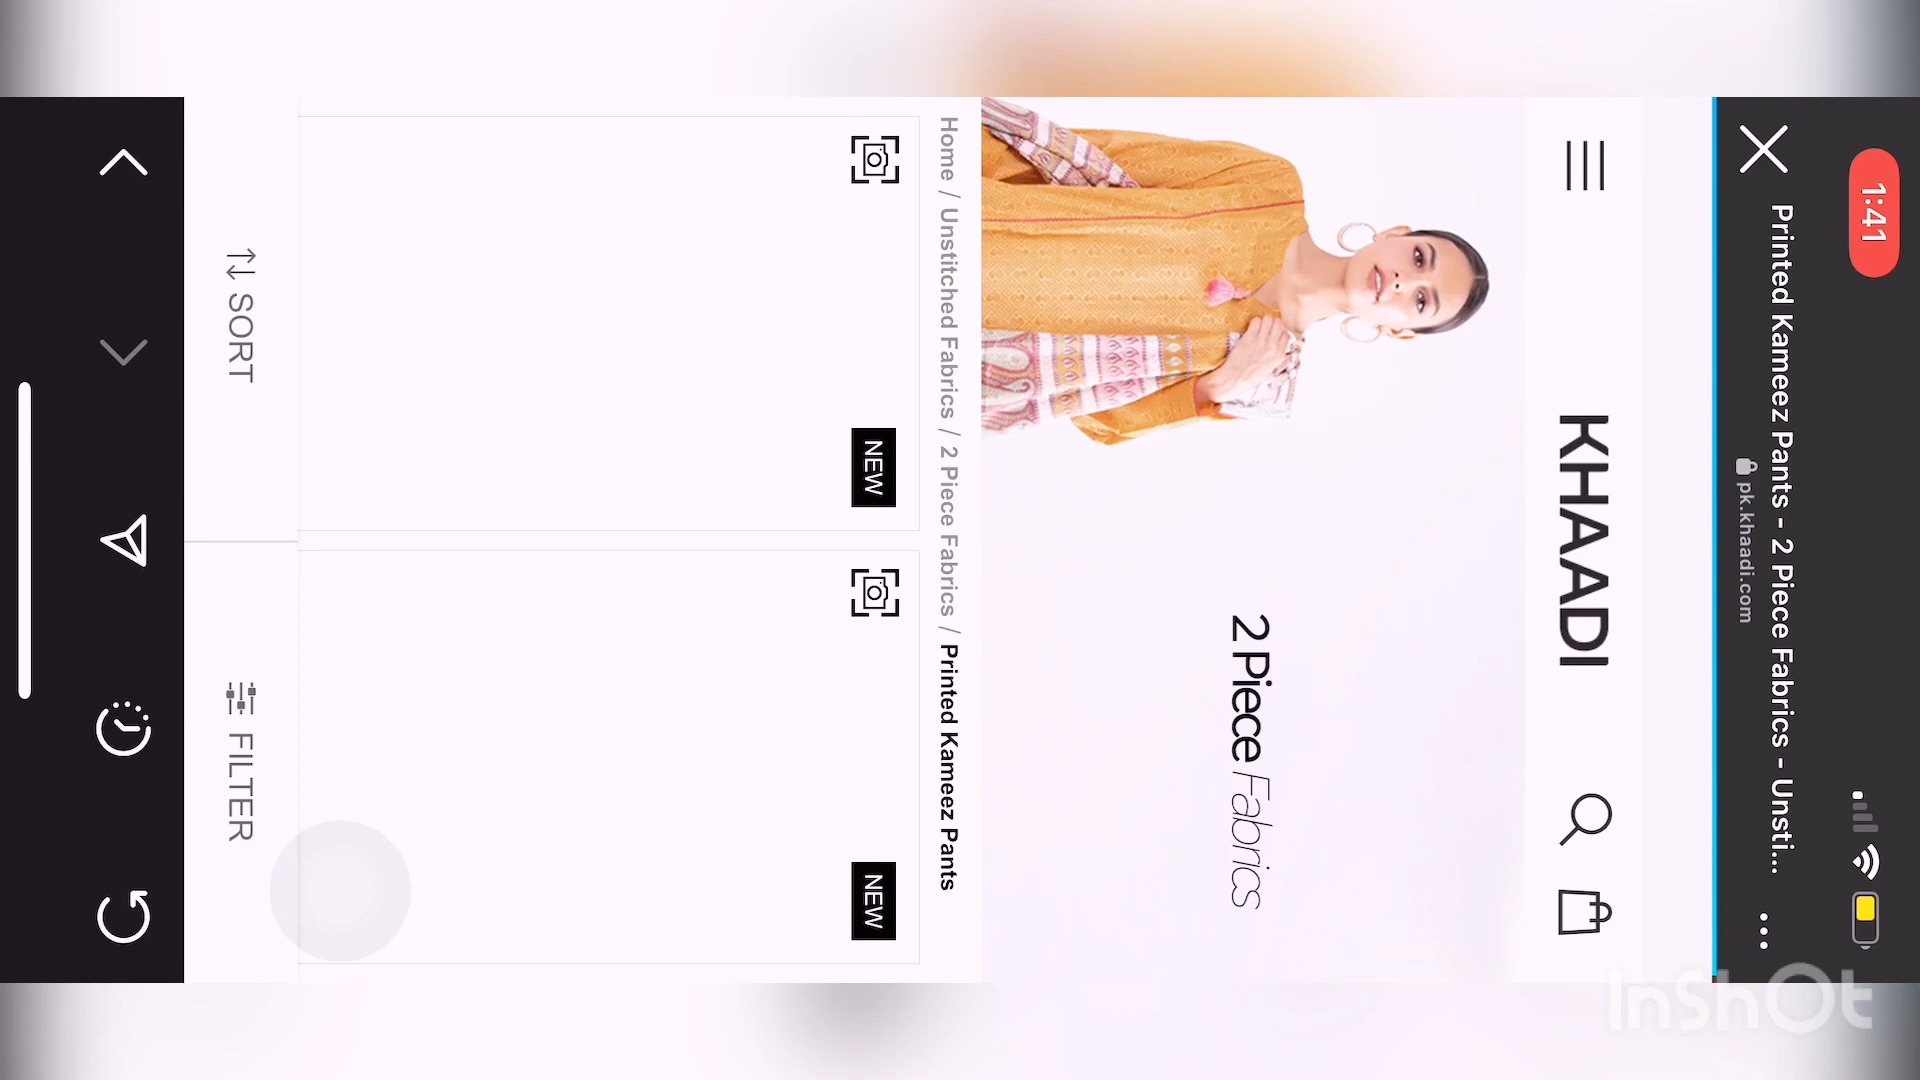 1:41
Printed Kameez Pants - 2 Piece Fabrics - Unsti...
pk.khaadi.com
KHAADI
2 Piece Fabrics
Home / Unstitched Fabrics / 2 Piece Fabrics / Printed Kameez Pants
NEW
NEW
SORT
FILTER
InShOt